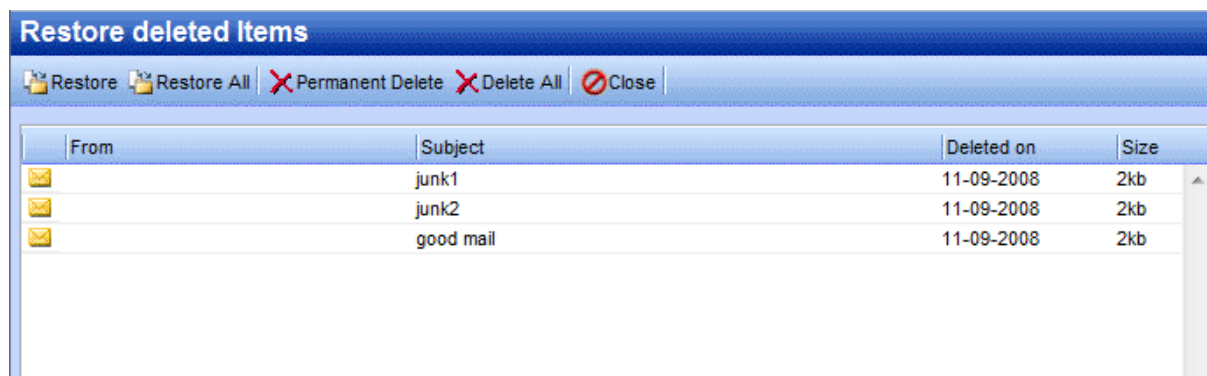 Restore deleted Items
Restore Restore All Permanent Delete Delete All Close
From Subject Deleted on Size
junk1 11-09-2008 2kb
junk2 11-09-2008 2kb
good mail 11-09-2008 2kb